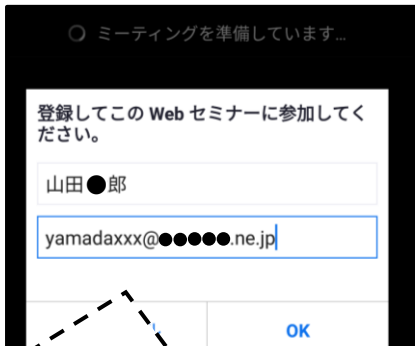 ミーティングを準備しています...
登録してこの Web セミナーに参加してく
ださい。
山田●郎
yamadaxxx@●●●●●.ne.jp
OK